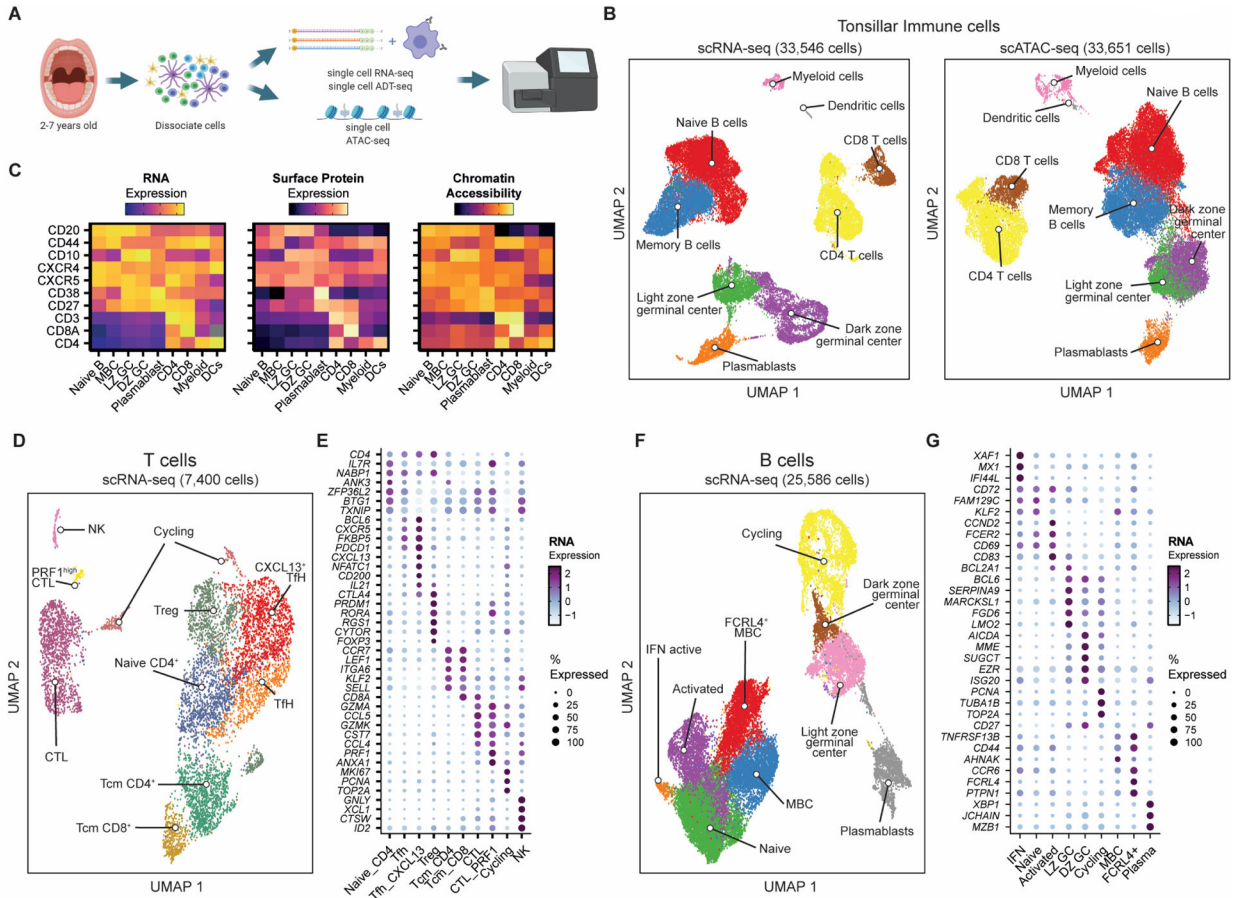 A
2-7 years old
Dissociate cells
single cell RNA-seq
single cell ADT-seq
single cell
ATAC-seq
B
Tonsillar Immune cells
scRNA-seq (33,546 cells)
Myeloid cells
Dendritic cells
Naive B cells
CD8 T cells
Memory B cells
CD4 T cells
Light zone
germinal center
Dark zone
germinal center
Plasmablasts
UMAP 2
UMAP 1
scATAC-seq (33,651 cells)
Myeloid cells
Naive B cells
Dendritic cells
CD8 T cells
Memory
B cells
Dark zone
germinal
center
CD4 T cells
Light zone
germinal center
Plasmablasts
UMAP 2
UMAP 1
C
RNA
Expression
Surface Protein
Expression
Chromatin
Accessibility
CD20
CD44
CD10
CXCR4
CXCR5
CD38
CD27
CD3
CD8A
CD4
Naive B
MBC
LZ GC
DZ GC
Plasmablast
CD4
CD8
Myeloid
DCs
Naive B
MBC
LZ GC
DZ GC
Plasmablast
CD4
CD8
Myeloid
DCs
Naive B
MBC
LZ GC
DZ GC
Plasmablast
CD4
CD8
Myeloid
DCs
D
T cells
scRNA-seq (7,400 cells)
NK
Cycling
PRF1high
CTL
CXCL13+
TfH
Treg
Naive CD4+
TfH
CTL
Tcm CD4+
Tcm CD8+
UMAP 2
UMAP 1
E
CD4
IL7R
NABP1
ANK3
ZFP36L2
BTG1
TXNIP
BCL6
CXCR5
FKBP5
PDCD1
CXCL13
NFATC1
CD200
IL21
CTLA4
PRDM1
RORA
RGS1
CYTOR
FOXP3
CCR7
LEF1
ITGA6
KLF2
SELL
CD8A
GZMA
CCL5
GZMK
CST7
CCL4
PRF1
ANXA1
MKI67
PCNA
TOP2A
GNLY
XCL1
CTSW
ID2
Naive_CD4
Tfh
Tfh_CXCL13
Treg
Tcm_CD4
Tcm_CD8
CTL
CTL_PRF1
Cycling
NK
RNA
Expression
2
1
0
−1
%
Expressed
0
25
50
75
100
F
B cells
scRNA-seq (25,586 cells)
Cycling
Dark zone
germinal
center
FCRL4+
MBC
IFN active
Activated
Light zone
germinal
center
MBC
Plasmablasts
Naive
UMAP 2
UMAP 1
G
XAF1
MX1
IFI44L
CD72
FAM129C
KLF2
CCND2
FCER2
CD69
CD83
BCL2A1
BCL6
SERPINA9
MARCKSL1
FGD6
LMO2
AICDA
MME
SUGCT
EZR
ISG20
PCNA
TUBA1B
TOP2A
CD27
TNFRSF13B
CD44
AHNAK
CCR6
FCRL4
PTPN1
XBP1
JCHAIN
MZB1
IFN
Naive
Activated
LZ GC
DZ GC
Cycling
MBC
FCRL4+
Plasma
RNA
Expression
2
1
0
−1
%
Expressed
0
25
50
75
100